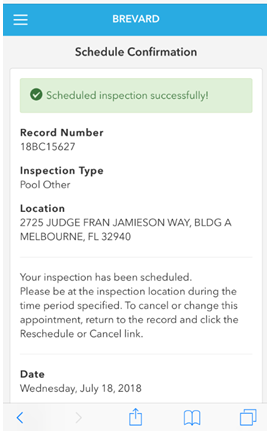 BREVARD
Schedule Confirmation
Scheduled inspection successfully!
Record Number
18BC15627
Inspection Type
Pool Other
Location
2725 JUDGE FRAN JAMIESON WAY, BLDG A
MELBOURNE, FL 32940
Your inspection has been scheduled.
Please be at the inspection location during the
time period specified. To cancel or change this
appointment, return to the record and click the
Reschedule or Cancel link.
Date
Wednesday, July 18, 2018